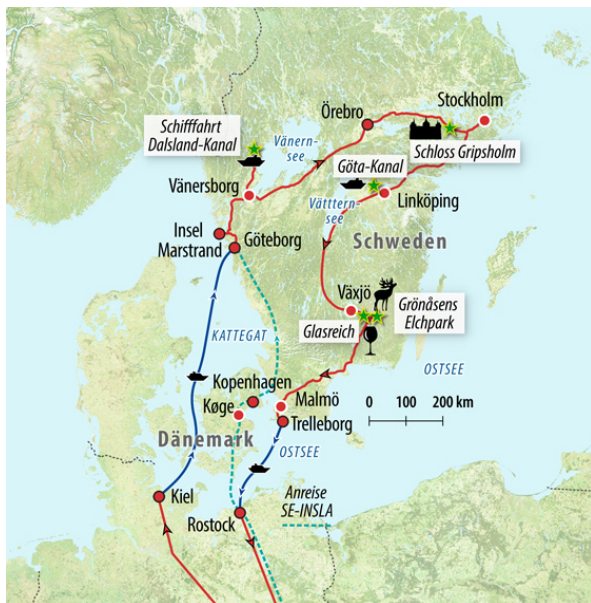 Stockholm
Örebro
Schifffahrt
Dalsland-Kanal
Vänern-
see
Schloss Gripsholm
Göta-Kanal
Vänersborg
Linköping
Vätttern-
see
Insel
Marstrand
Göteborg
Schweden
Växjö
Grönåsens
Elchpark
Glasreich
KATTEGAT
OSTSEE
Kopenhagen
Køge
Malmö
0 100 200 km
Trelleborg
Dänemark
OSTSEE
Kiel
Anreise
SE-INSLA
Rostock